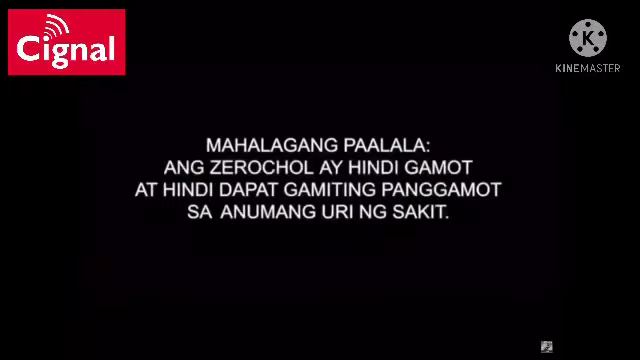 Cignal
K
KINEMASTER
MAHALAGANG PAALALA:
ANG ZEROCHOL AY HINDI GAMOT
AT HINDI DAPAT GAMITING PANGGAMOT
SA ANUMANG URI NG SAKIT.